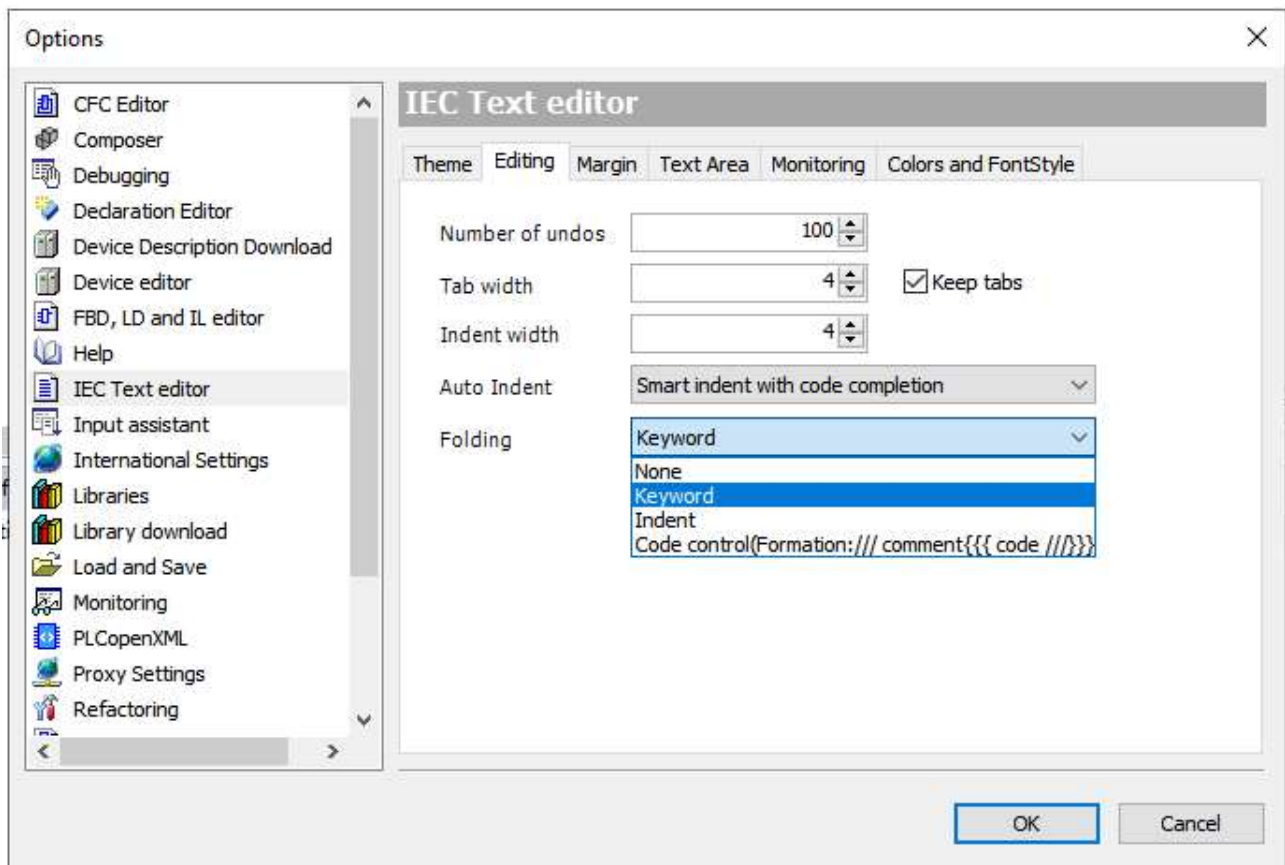 Options
CFC Editor
Composer
Debugging
Declaration Editor
Device Description Download
Device editor
FBD, LD and IL editor
Help
IEC Text editor
Input assistant
International Settings
Libraries
Library download
Load and Save
Monitoring
PLCopenXML
Proxy Settings
Refactoring
IEC Text editor
Theme Editing Margin Text Area Monitoring Colors and FontStyle
Number of undos 100
Tab width 4 Keep tabs
Indent width 4
Auto Indent Smart indent with code completion
Folding Keyword
None
Keyword
Indent
Code control(Formation:/// comment{{{ code ///}}}
OK Cancel